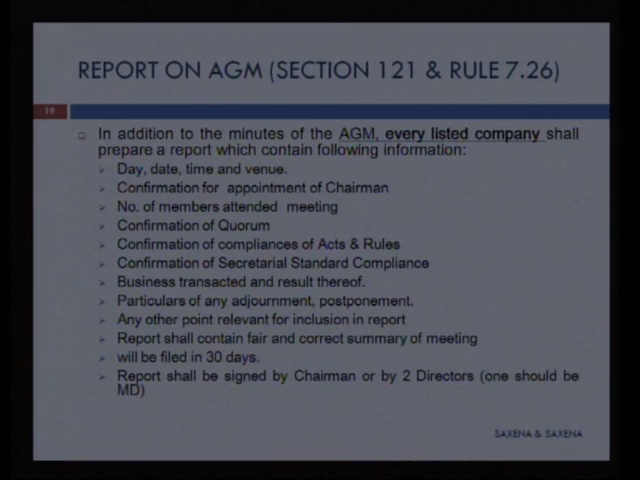 REPORT ON AGM (SECTION 121 & RULE 7.26)
19
In addition to the minutes of the AGM, every listed company shall
prepare a report which contain following information:
Day, date, time and venue.
Confirmation for appointment of Chairman
No. of members attended meeting
Confirmation of Quorum
Confirmation of compliances of Acts & Rules
Confirmation of Secretarial Standard Compliance
Business transacted and result thereof.
Particulars of any adjournment, postponement.
Any other point relevant for inclusion in report
Report shall contain fair and correct summary of meeting
will be filed in 30 days.
Report shall be signed by Chairman or by 2 Directors (one should be
MD)
SAXENA & SAXENA